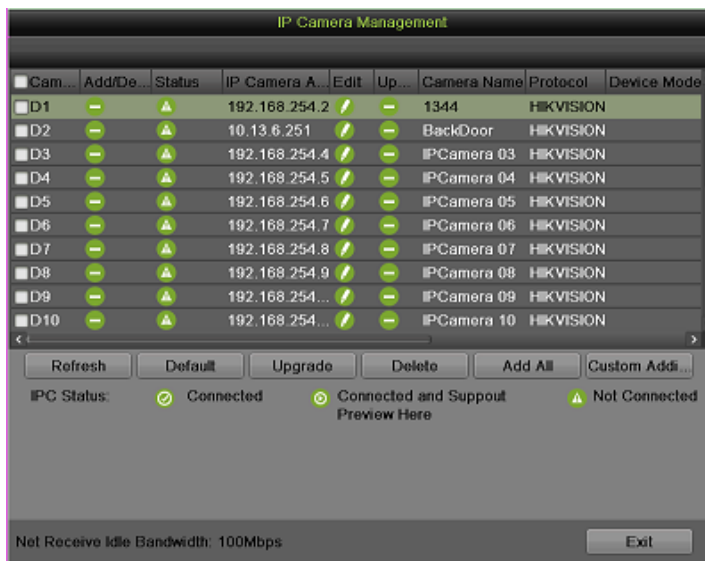 IP Camera Management
Cam... Add/De... Status IP Camera A... Edit Up... Camera Name Protocol Device Mode
D1 192.168.254.2 1344 HIKVISION
D2 10.13.6.251 BackDoor HIKVISION
D3 192.168.254.4 IPCamera 03 HIKVISION
D4 192.168.254.5 IPCamera 04 HIKVISION
D5 192.168.254.6 IPCamera 05 HIKVISION
D6 192.168.254.7 IPCamera 06 HIKVISION
D7 192.168.254.8 IPCamera 07 HIKVISION
D8 192.168.254.9 IPCamera 08 HIKVISION
D9 192.168.254... IPCamera 09 HIKVISION
D10 192.168.254... IPCamera 10 HIKVISION
Refresh Default Upgrade Delete Add All Custom Addi...
IPC Status: Connected Connected and Suppout Not Connected
Preview Here
Net Receive Idle Bandwidth: 100Mbps Exit